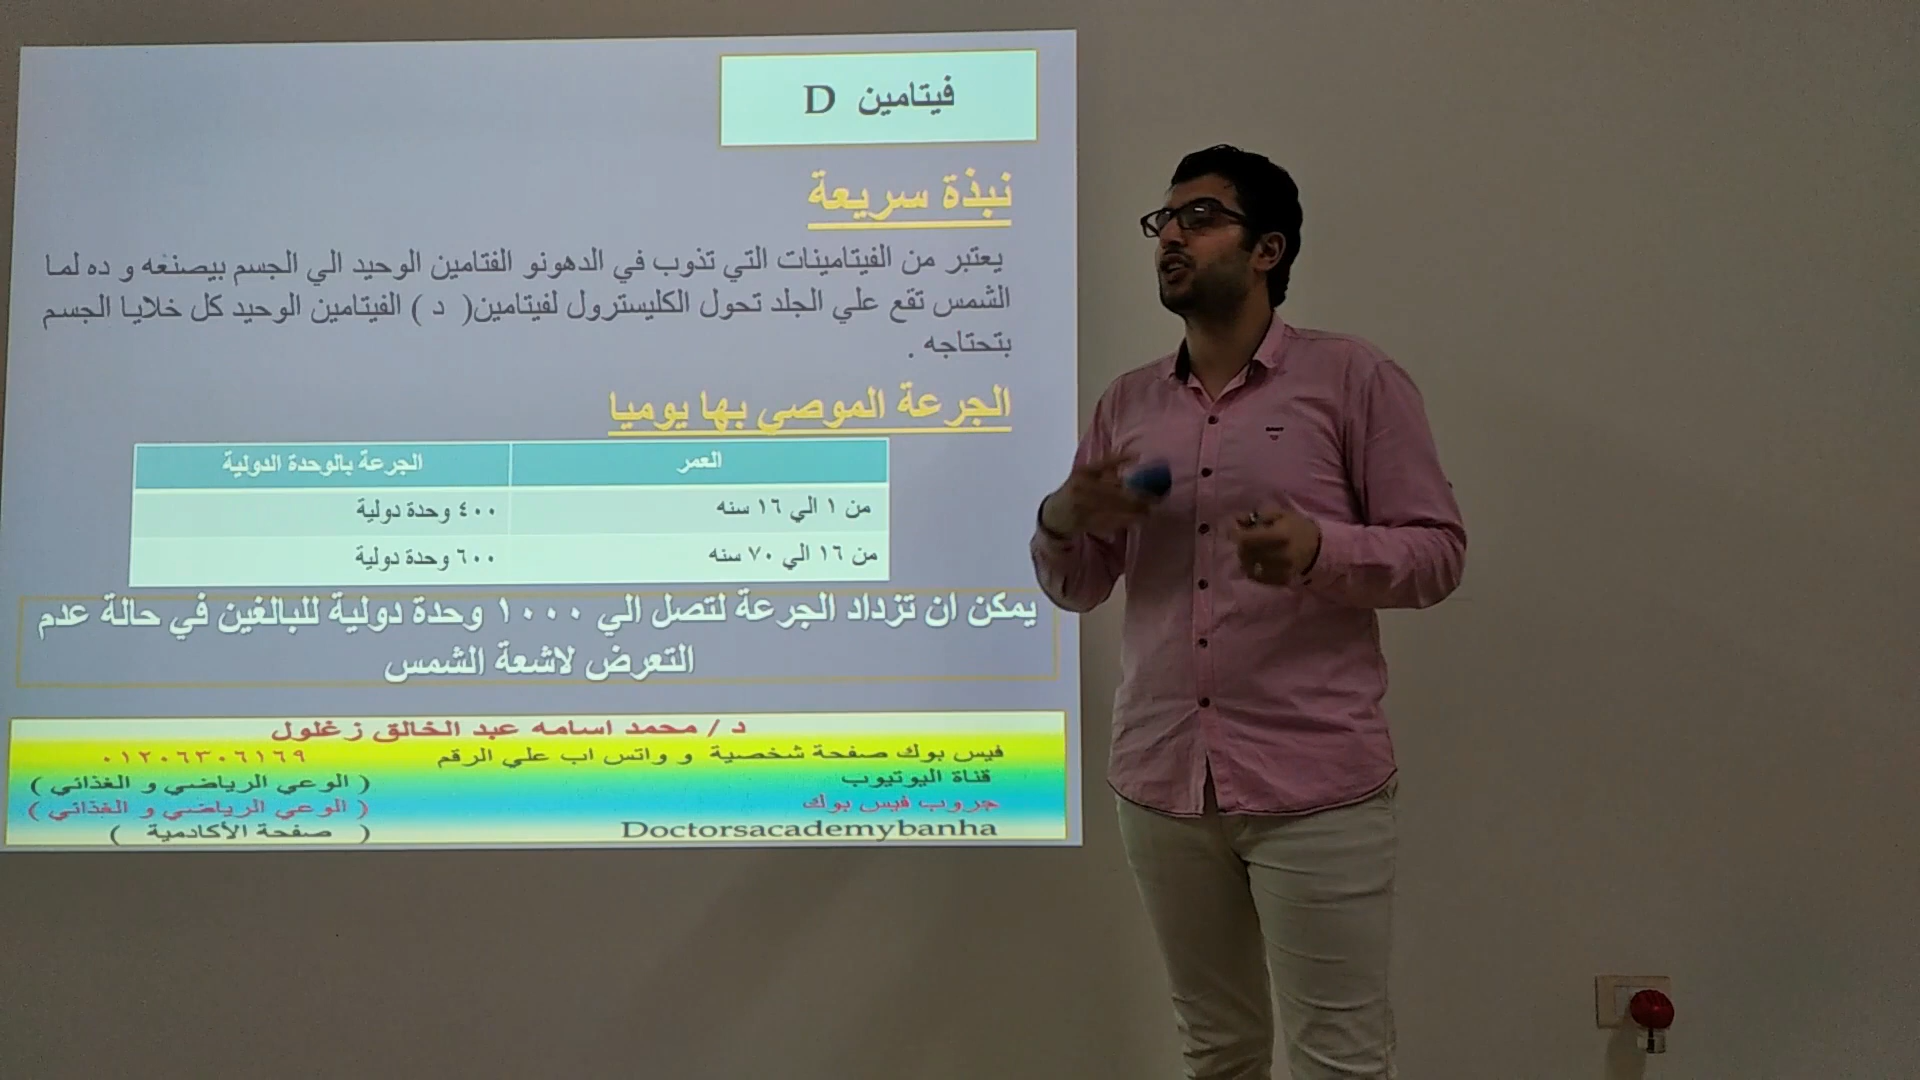 فيتامين D
نبذة سريعة
يعتبر من الفيتامينات التي تذوب في الدهونو الفتامين الوحيد الي الجسم بيصنعه و ده لما
الشمس تقع علي الجلد تحول الكليسترول لفيتامين( د ) الفيتامين الوحيد كل خلايا الجسم
بتحتاجه .
الجرعة الموصي بها يوميا
العمر الجرعة بالوحدة الدولية
من ١ الي ١٦ سنه ٤٠٠ وحدة دولية
من ١٦ الي ٧٠ سنه ٦٠٠ وحدة دولية
يمكن ان تزداد الجرعة لتصل الي ١٠٠٠ وحدة دولية للبالغين في حالة عدم
التعرض لاشعة الشمس
د / محمد اسامه عبد الخالق زغلول
فيس بوك صفحة شخصية و واتس اب علي الرقم ٠١٢٠٦٣٠٦١٦٩
قناة اليوتيوب ( الوعي الرياضي و الغذائي )
جروب فيس بوك ( الوعي الرياضي و الغذائي )
Doctorsacademybanha ( صفحة الأكادمية )